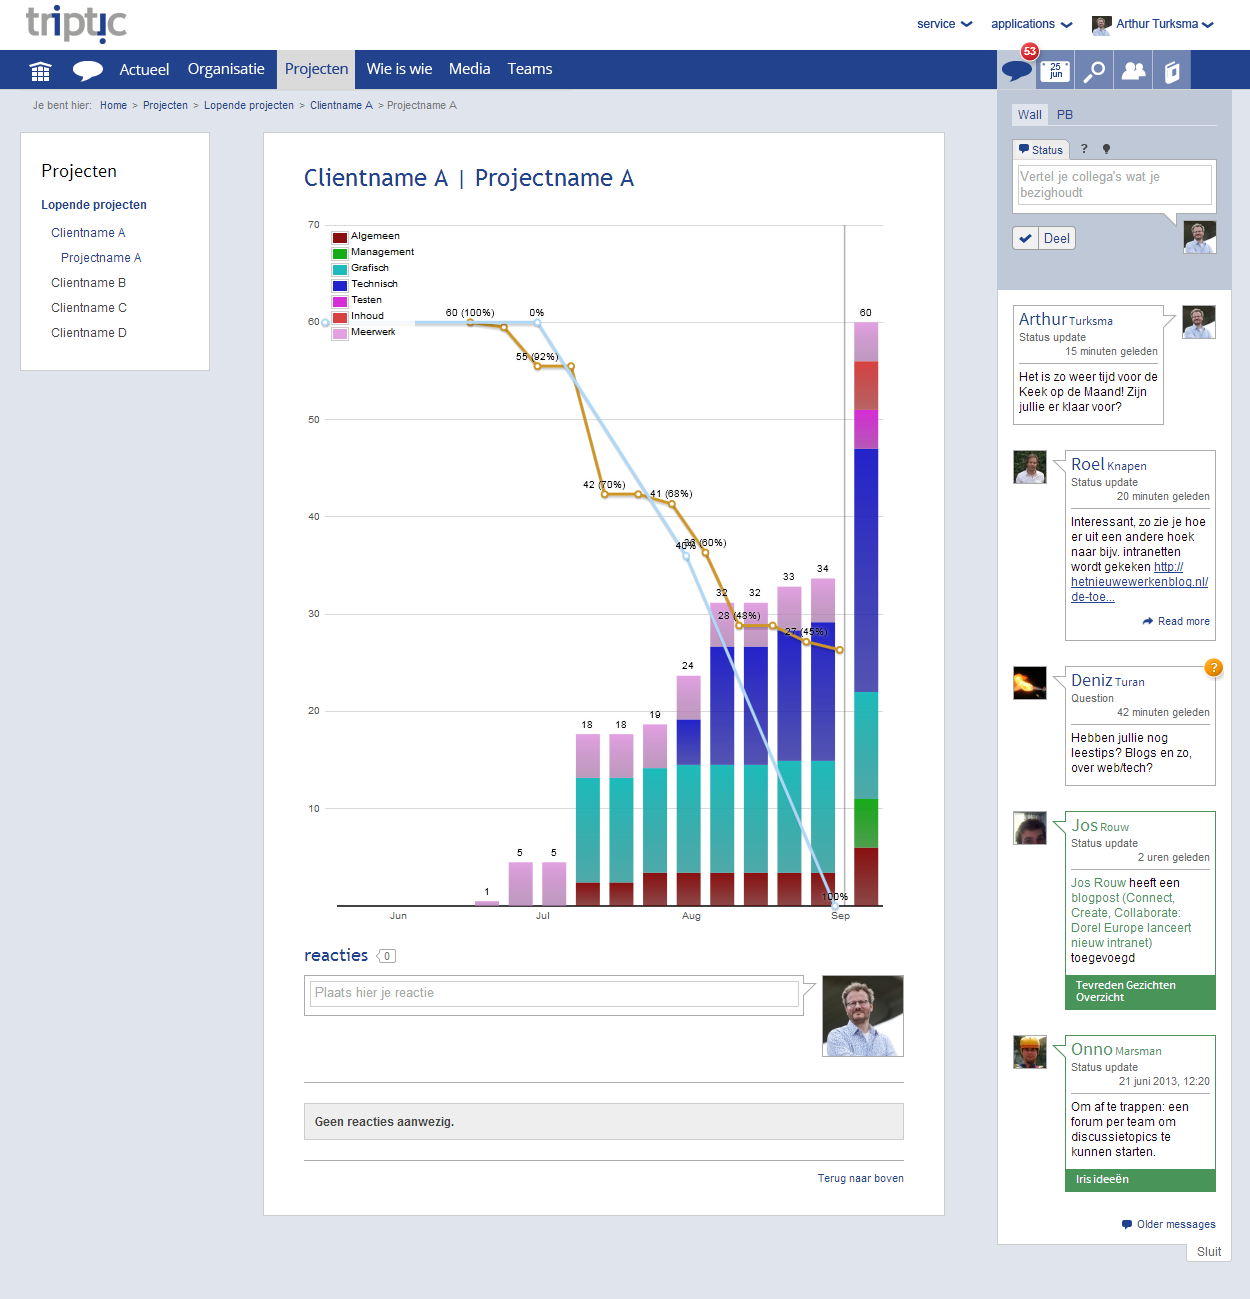 triptic
service
applications
Arthur Turksma
Actueel
Organisatie
Projecten
Wie is wie
Media
Teams
53
25
jun
Je bent hier: Home > Projecten > Lopende projecten > Clientname A > Projectname A
Projecten
Lopende projecten
Clientname A
Projectname A
Clientname B
Clientname C
Clientname D
Clientname A | Projectname A
70
60
50
40
30
20
10
Algemeen
Management
Grafisch
Technisch
Testen
Inhoud
Meerwerk
60 (100%)
0%
55 (92%)
42 (70%)
41 (68%)
40%
(60%)
28 (48%)
27 (45%)
100%
1
5
5
18
18
19
24
32
32
33
34
60
Jun
Jul
Aug
Sep
reacties 0
Plaats hier je reactie
Geen reacties aanwezig.
Terug naar boven
Wall
PB
Status
?
Vertel je collega's wat je
bezighoudt
Deel
Arthur Turksma
Status update
15 minuten geleden
Het is zo weer tijd voor de
Keek op de Maand! Zijn
jullie er klaar voor?
Roel Knapen
Status update
20 minuten geleden
Interessant, zo zie je hoe
er uit een andere hoek
naar bijv. intranetten
wordt gekeken http://
hetnieuwewerkenblog.nl/
de-toe...
Read more
?
Deniz Turan
Question
42 minuten geleden
Hebben jullie nog
leestips? Blogs en zo,
over web/tech?
Jos Rouw
Status update
2 uren geleden
Jos Rouw heeft een
blogpost (Connect,
Create, Collaborate:
Dorel Europe lanceert
nieuw intranet)
toegevoegd
Tevreden Gezichten
Overzicht
Onno Marsman
Status update
21 juni 2013, 12:20
Om af te trappen: een
forum per team om
discussietopics te
kunnen starten.
Iris ideeën
Older messages
Sluit